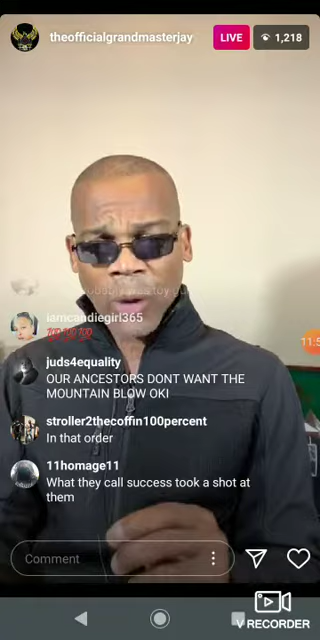 theofficialgrandmasterjay
LIVE
1,218
iamcandiegirl365
juds4equality
OUR ANCESTORS DONT WANT THE
MOUNTAIN BLOW OKI
stroller2thecoffin100percent
In that order
11homage11
What they call success took a shot at
them
Comment
V RECORDER